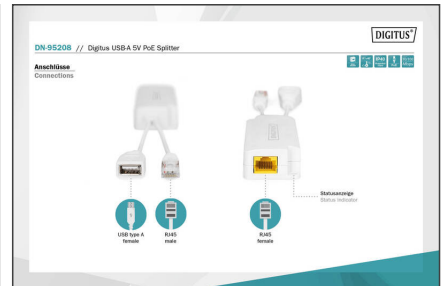 DIGITUS®
DN-95208 // Digitus USB-A 5V PoE Splitter
Anschlüsse
Connections
Statusanzeige
Status Indicator
USB type A
female
RJ45
male
RJ45
female